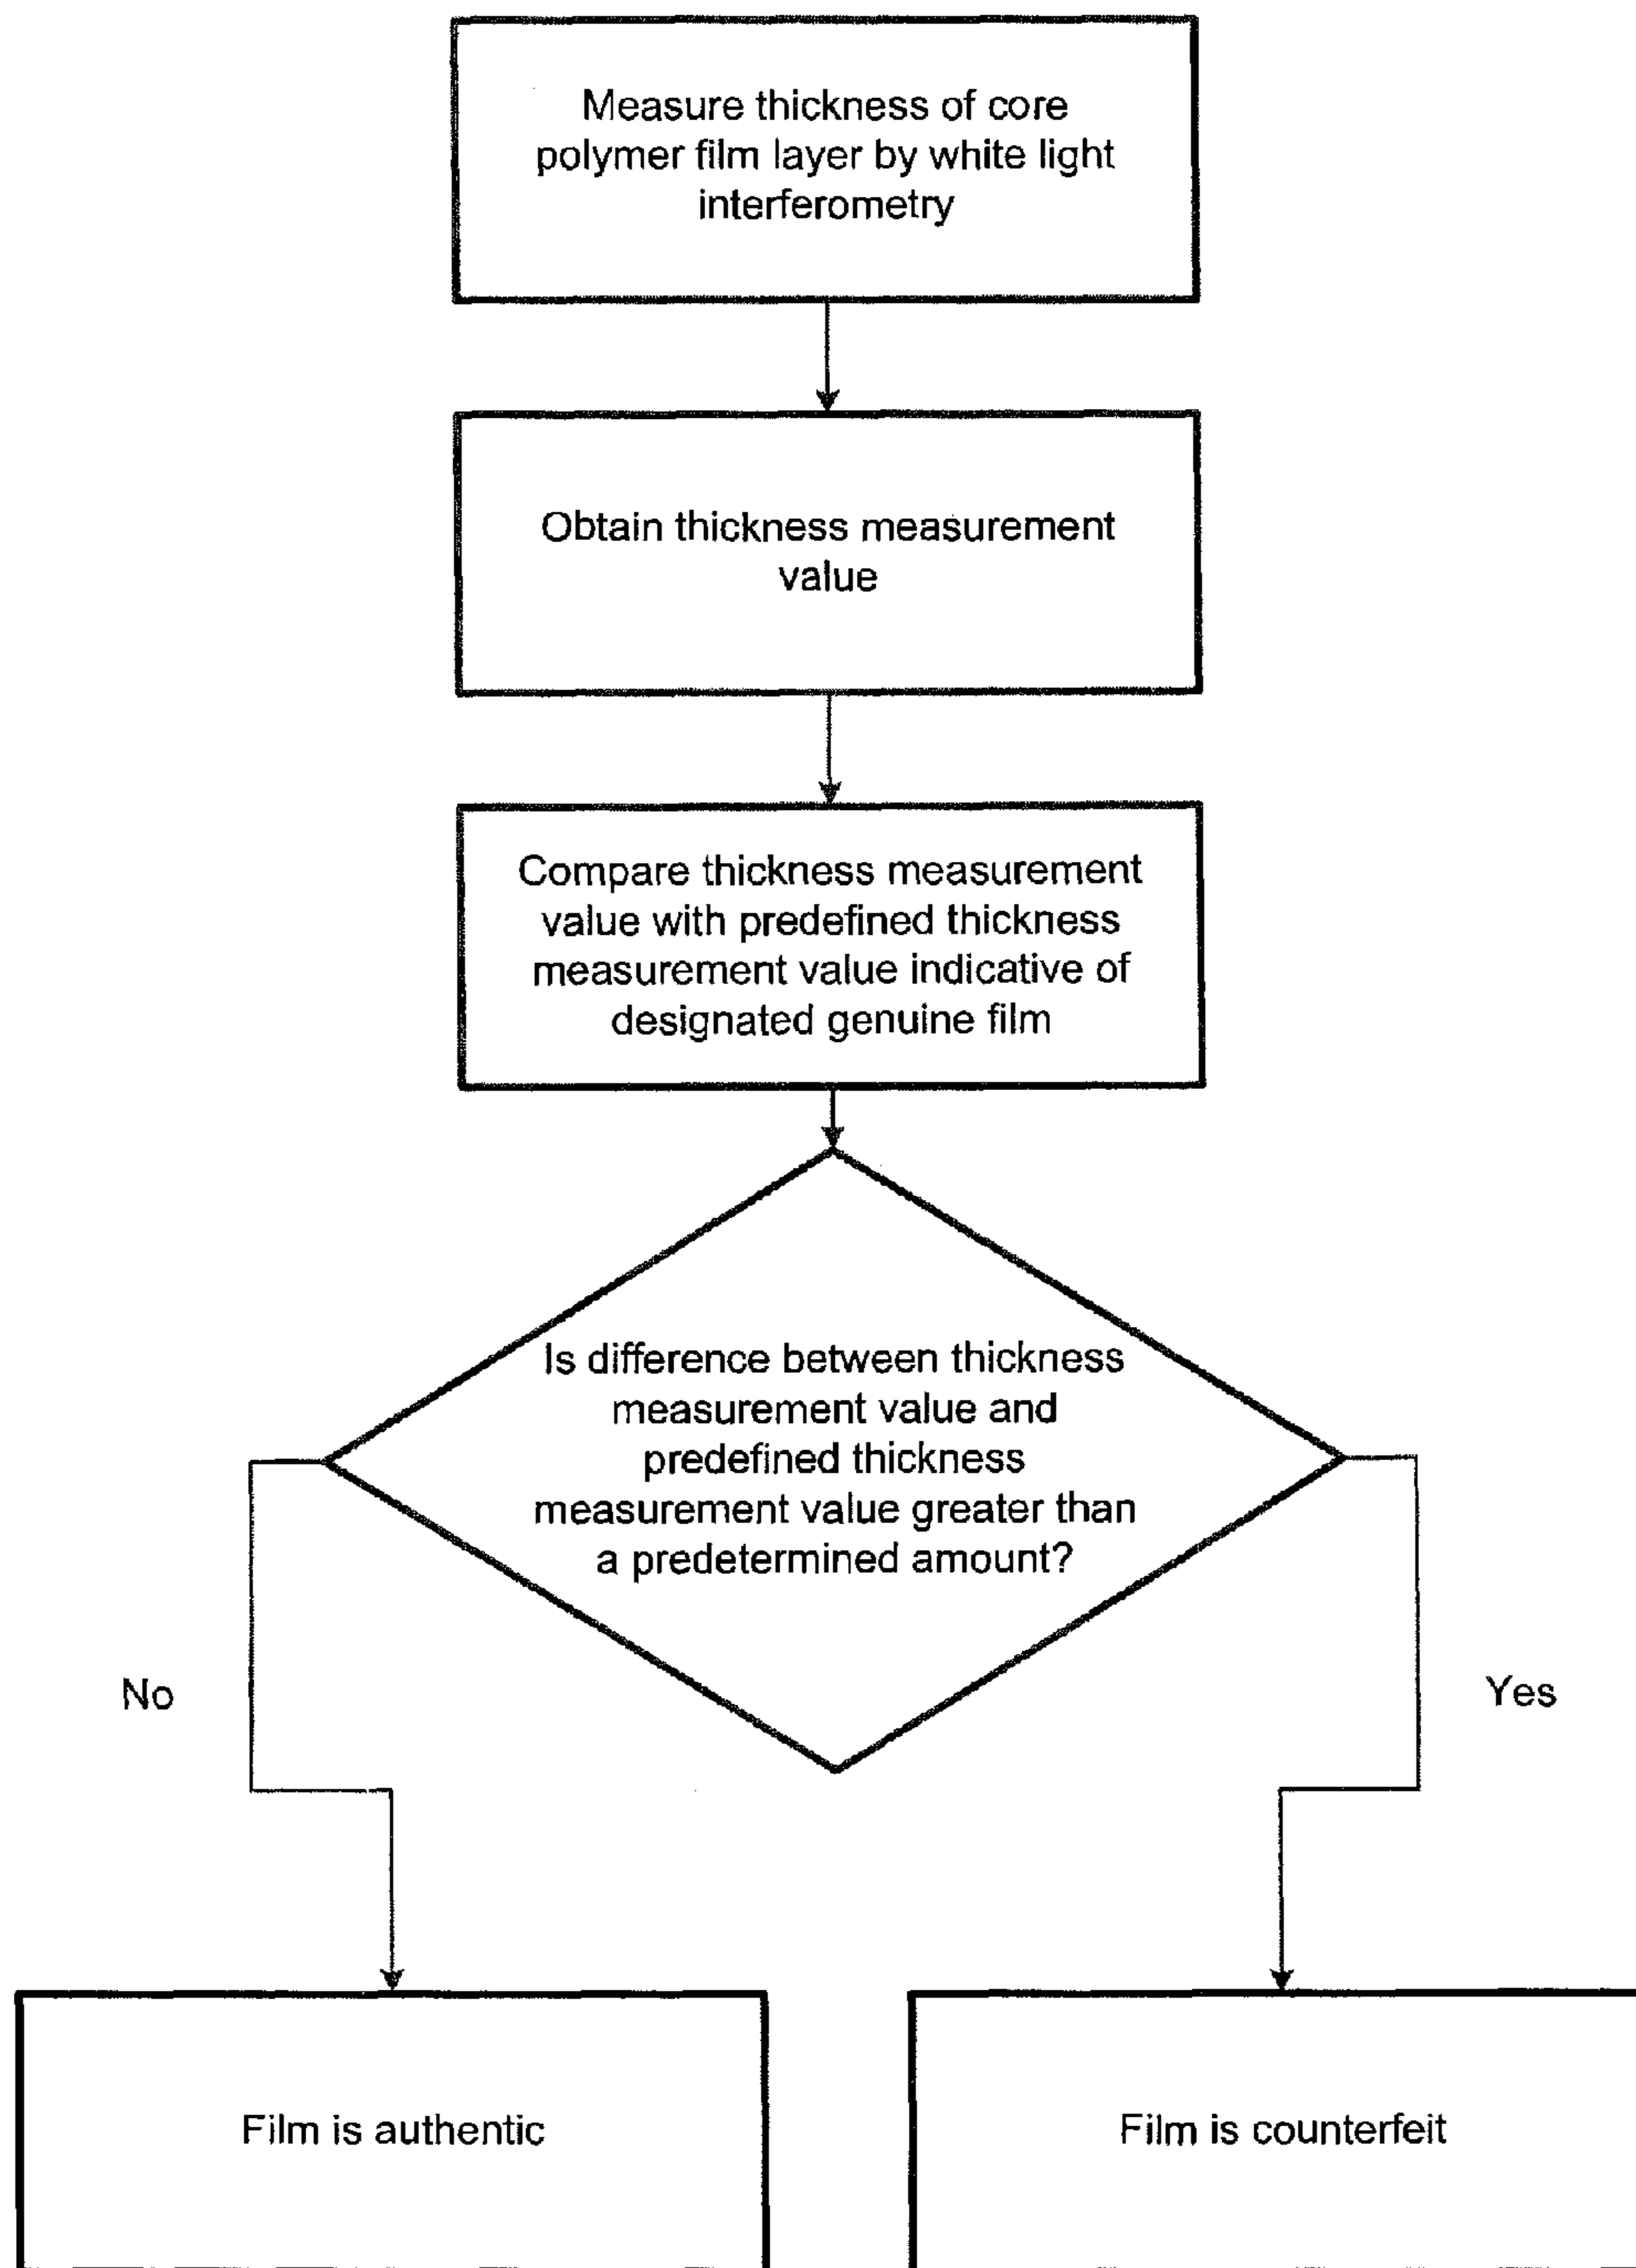 Measure thickness of core
polymer film layer by white light
interferometry
Obtain thickness measurement
value
Compare thickness measurement
value with predefined thickness
measurement value indicative of
designated genuine film
Is difference between thickness
measurement value and
predefined thickness
measurement value greater than
a predetermined amount?
No
Yes
Film is authentic
Film is counterfeit